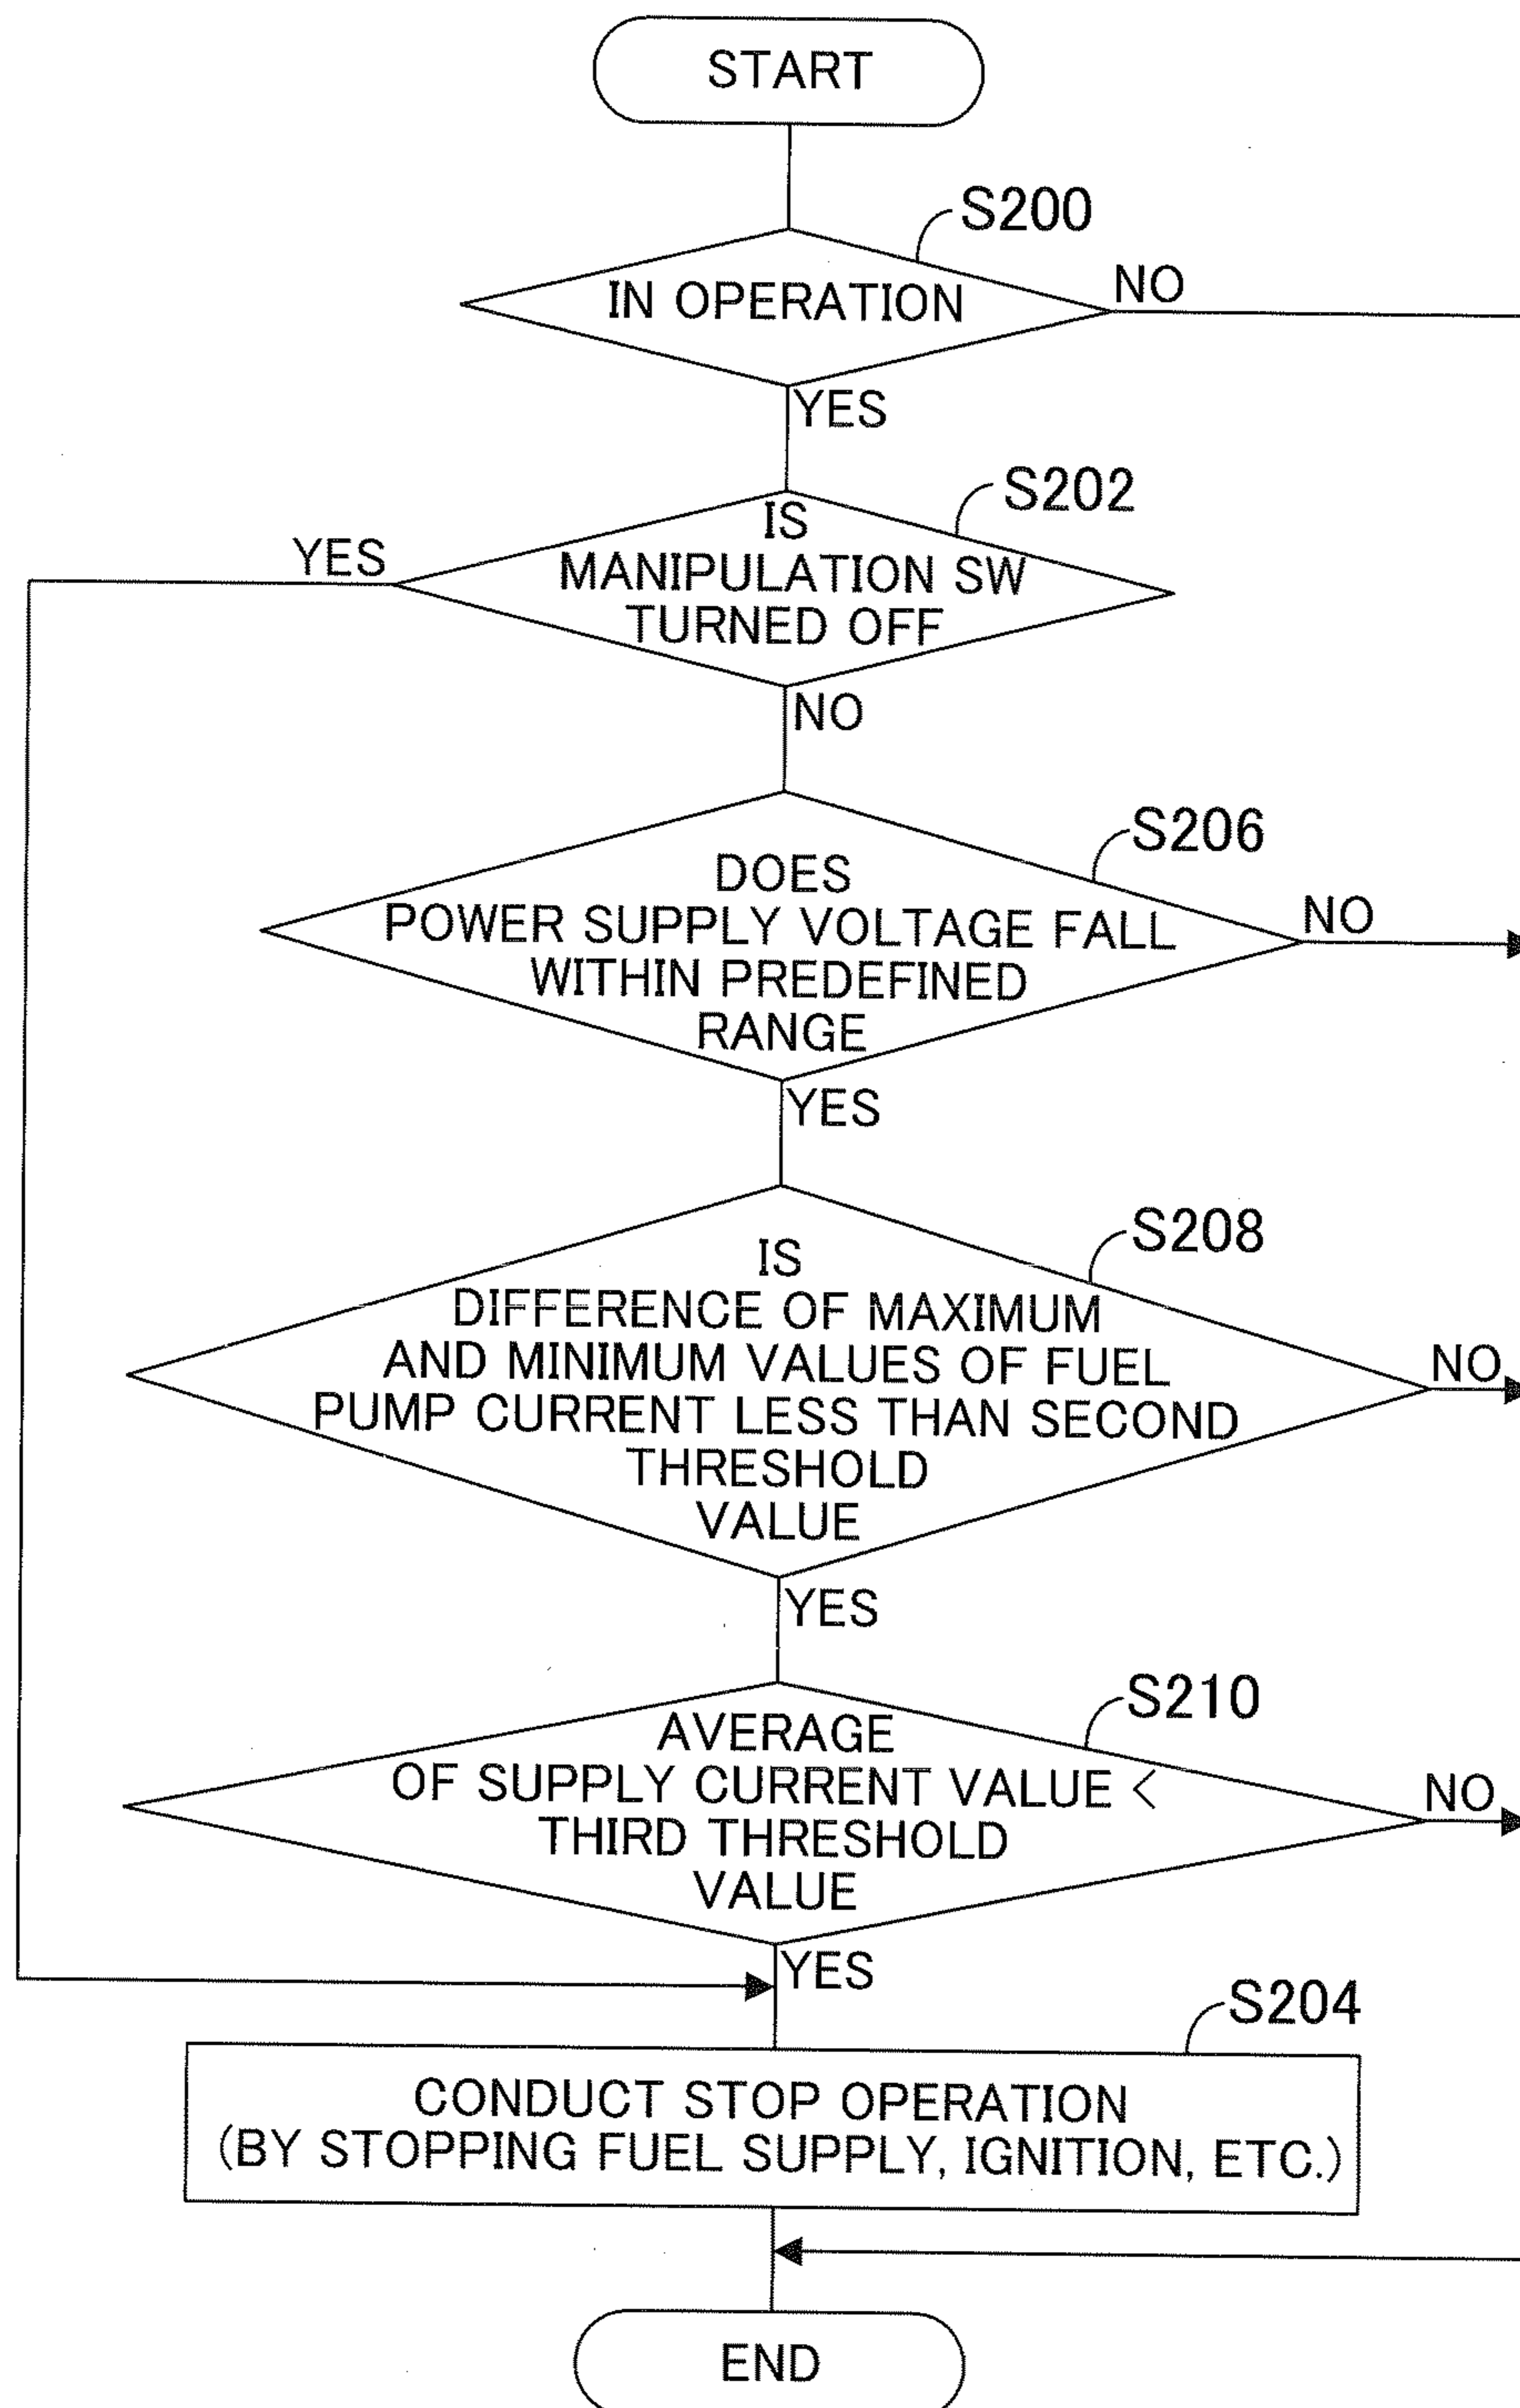 START
S200
IN OPERATION
NO
YES
S202
YES
IS
MANIPULATION SW
TURNED OFF
NO
S206
DOES
POWER SUPPLY VOLTAGE FALL
WITHIN PREDEFINED
RANGE
NO
YES
S208
IS
DIFFERENCE OF MAXIMUM
AND MINIMUM VALUES OF FUEL
PUMP CURRENT LESS THAN SECOND
THRESHOLD
VALUE
NO
YES
S210
AVERAGE
OF SUPPLY CURRENT VALUE <
THIRD THRESHOLD
VALUE
NO
YES
S204
CONDUCT STOP OPERATION
(BY STOPPING FUEL SUPPLY, IGNITION, ETC.)
END